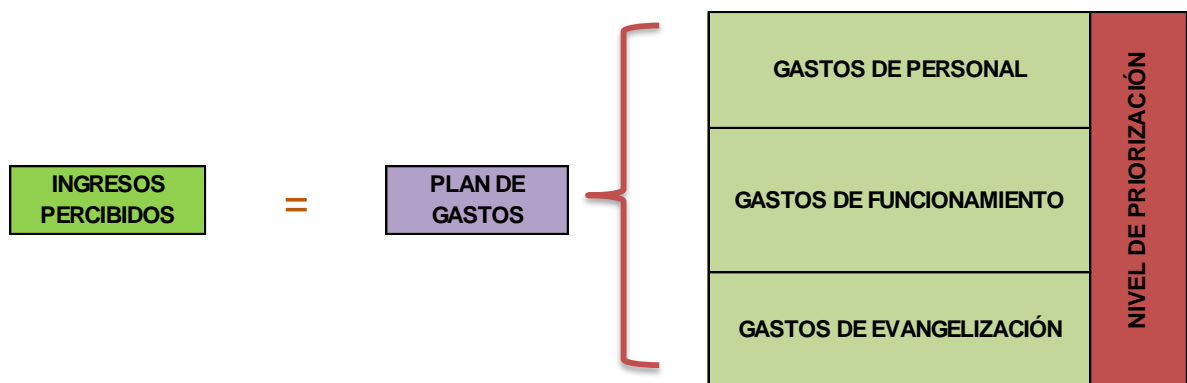 INGRESOS
PERCIBIDOS
=
PLAN DE
GASTOS
GASTOS DE PERSONAL
GASTOS DE FUNCIONAMIENTO
GASTOS DE EVANGELIZACIÓN
NIVEL DE PRIORIZACIÓN